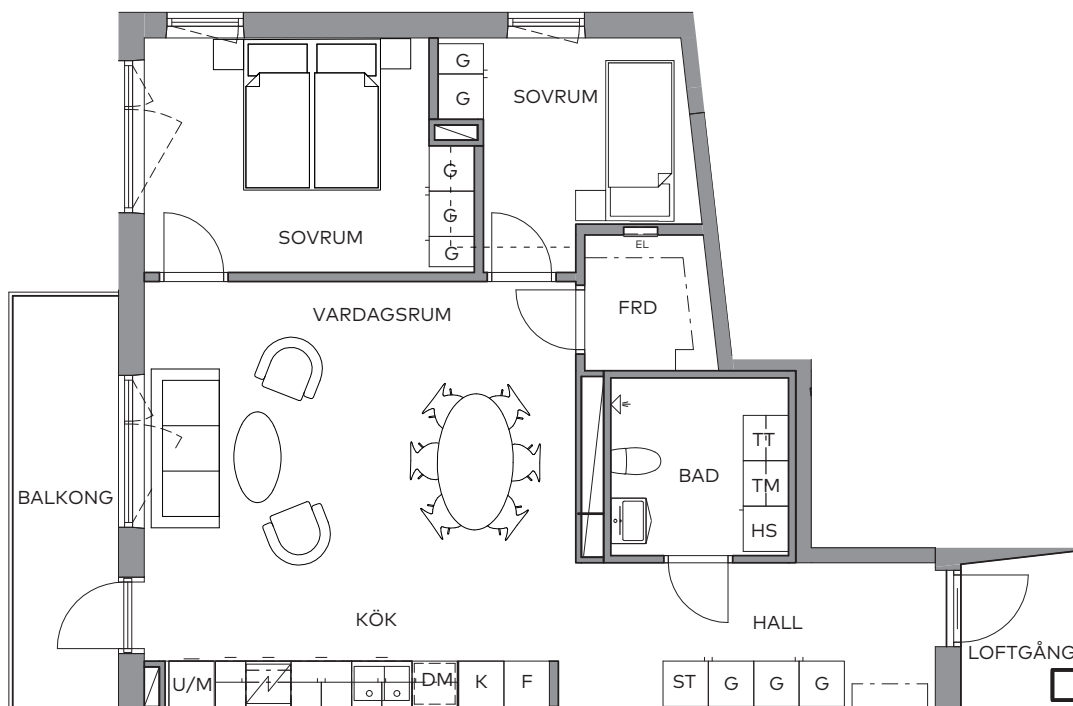 G
G
SOVRUM
G
G
SOVRUM
G
EL
VARDAGSRUM
FRD
TT
BAD
TM
BALKONG
HS
KÖK
HALL
LOFTGÅNG
U/M
DM
K
F
ST
G
G
G